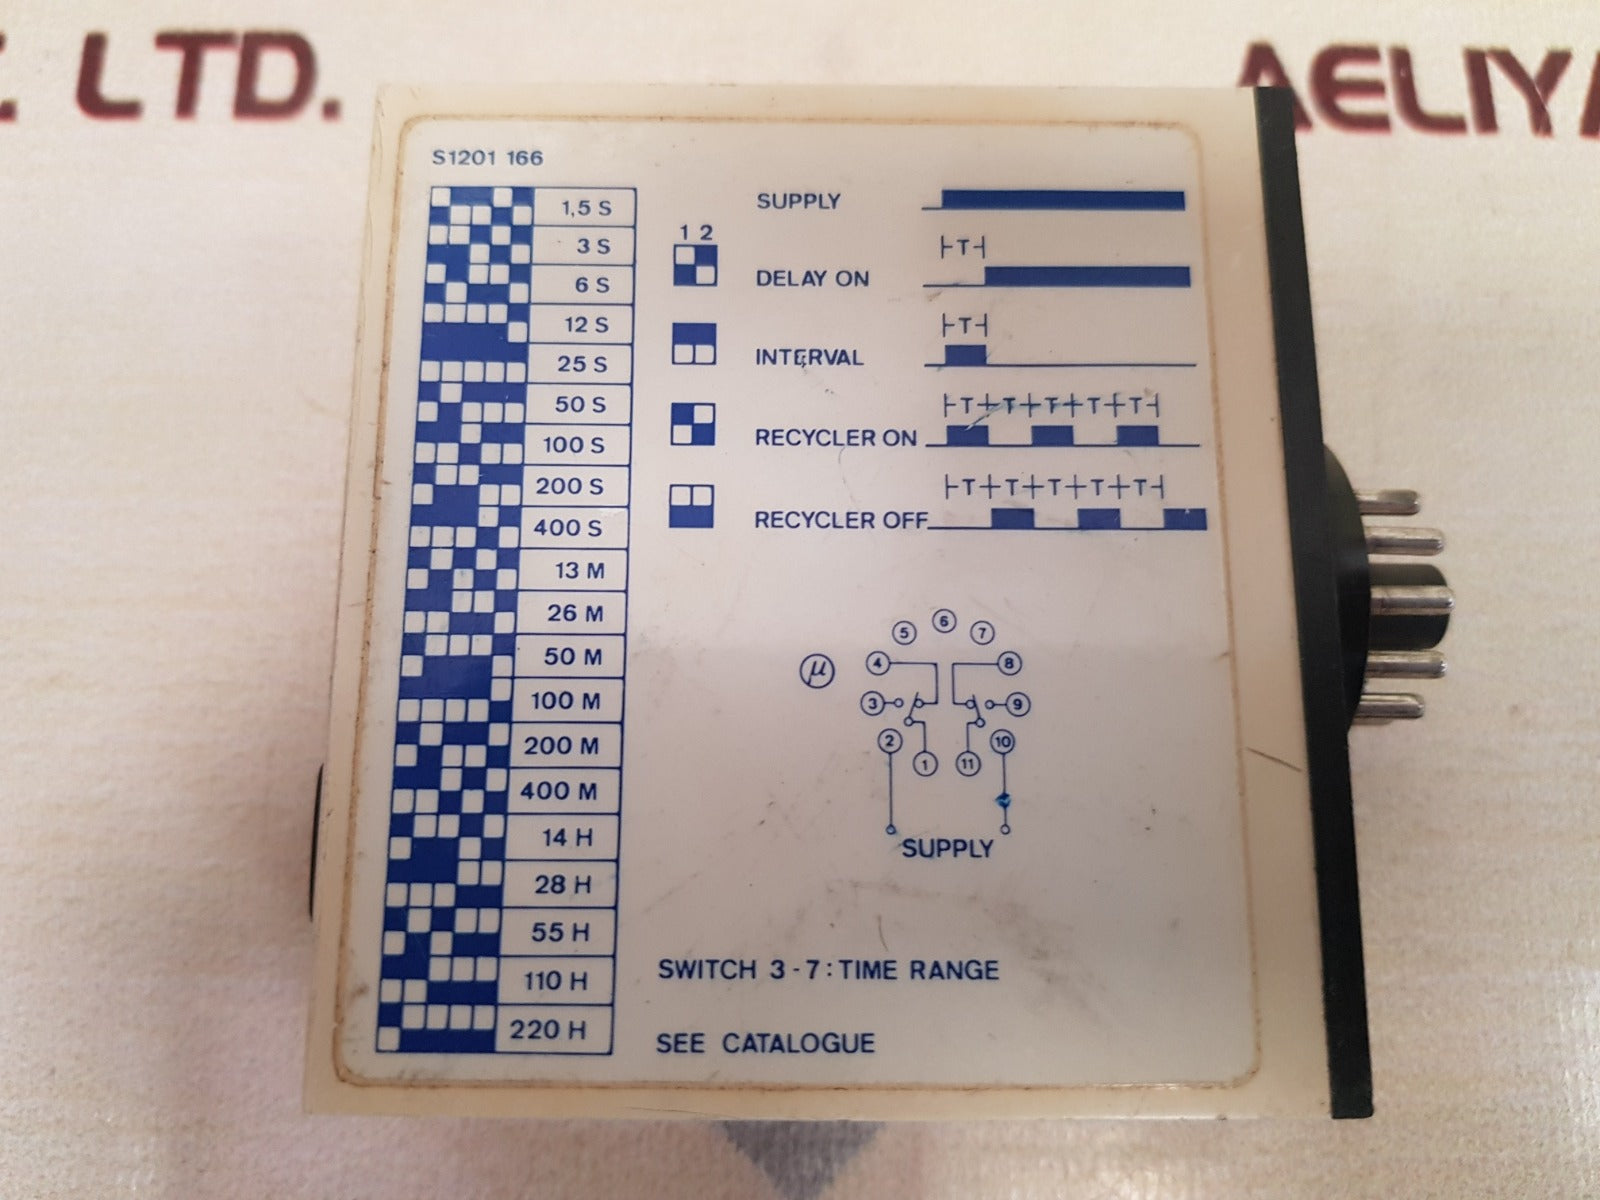 . LTD.
AELIY
S1201 166
1,5 S
3 S
6 S
12 S
25 S
50 S
100 S
200 S
400 S
13 M
26 M
50 M
100 M
200 M
400 M
14 H
28 H
55 H
110 H
220 H
1 2
SUPPLY
T
DELAY ON
T
INTERVAL
T T T T T
RECYCLER ON
T T T T T
RECYCLER OFF
μ
6
5 7
4 8
3 9
2 10
1 11
SUPPLY
SWITCH 3 - 7 : TIME RANGE
SEE CATALOGUE